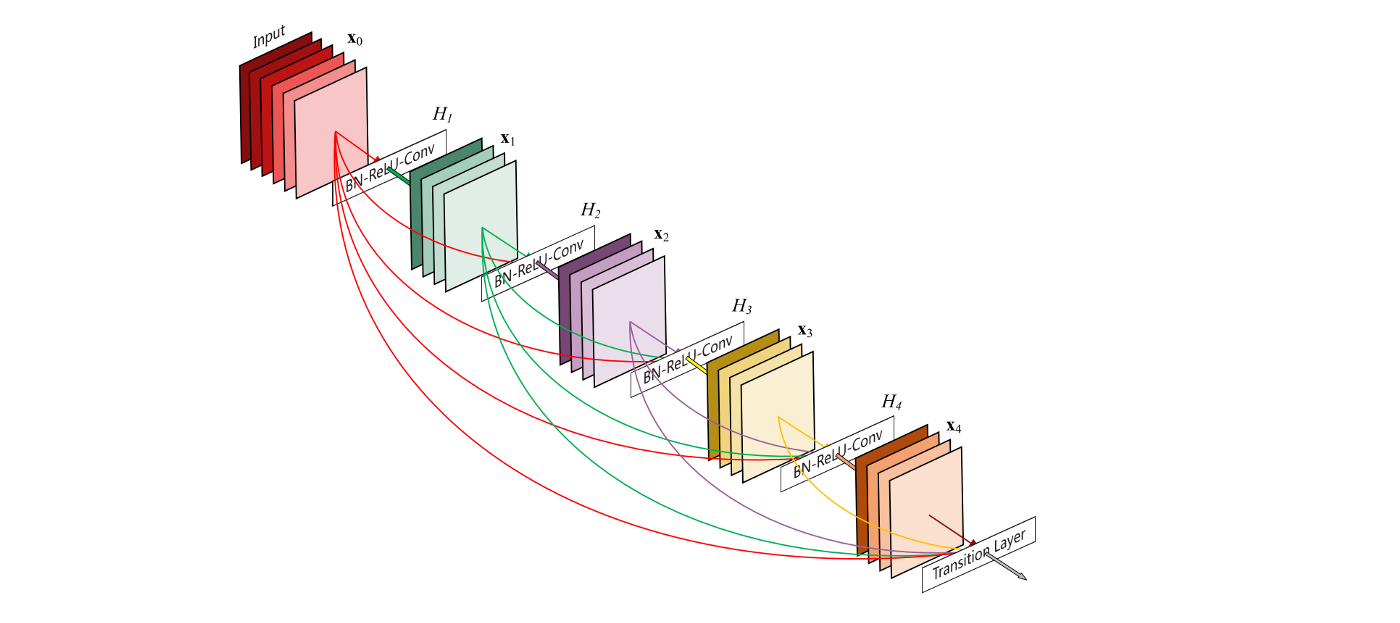 Input
x0
H1
BN-ReLU-Conv
x1
H2
BN-ReLU-Conv
x2
H3
BN-ReLU-Conv
x3
H4
BN-ReLU-Conv
x4
Transition Layer